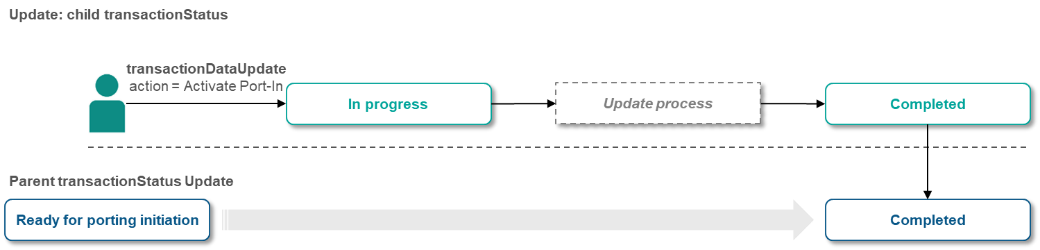 Update: child transactionStatus
transactionDataUpdate
action = Activate Port-In
In progress
Update process
Completed
Parent transactionStatus Update
Ready for porting initiation
Completed